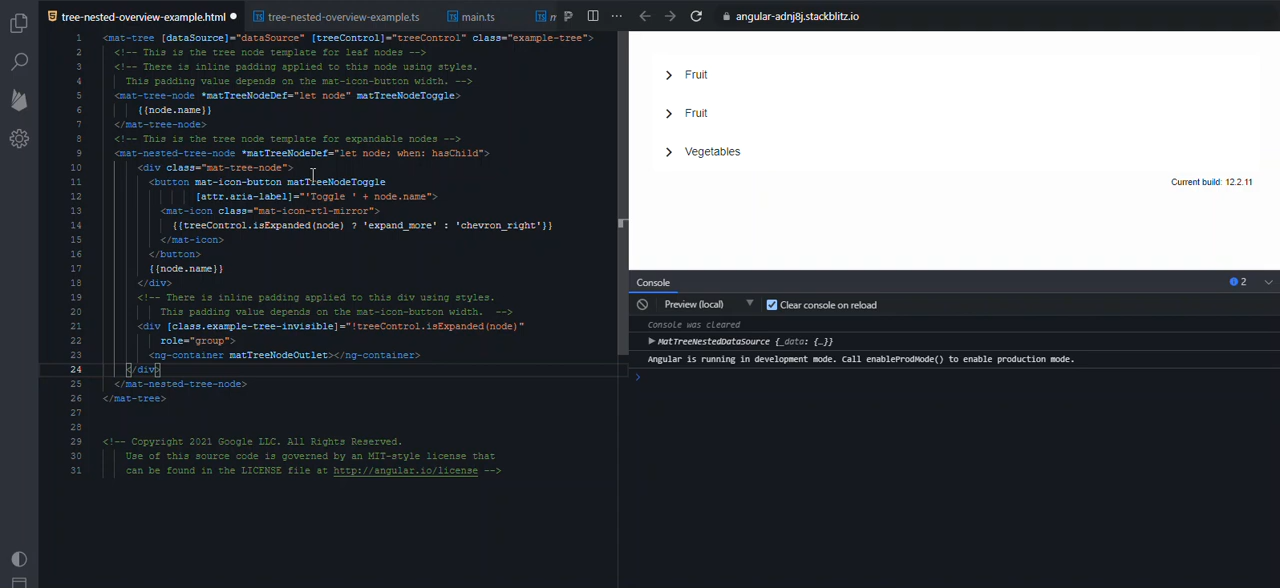 tree-nested-overview-example.html
tree-nested-overview-example.ts
main.ts
angular-adnj8j.stackblitz.io
1 <mat-tree [dataSource]="dataSource" [treeControl]="treeControl" class="example-tree">
2 <!-- This is the tree node template for leaf nodes -->
3 <!-- There is inline padding applied to this node using styles.
4 This padding value depends on the mat-icon-button width. -->
5 <mat-tree-node *matTreeNodeDef="let node" matTreeNodeToggle>
6 {{node.name}}
7 </mat-tree-node>
8 <!-- This is the tree node template for expandable nodes -->
9 <mat-nested-tree-node *matTreeNodeDef="let node; when: hasChild">
10 <div class="mat-tree-node">
11 <button mat-icon-button matTreeNodeToggle
12 [attr.aria-label]="'Toggle ' + node.name">
13 <mat-icon class="mat-icon-rtl-mirror">
14 {{treeControl.isExpanded(node) ? 'expand_more' : 'chevron_right'}}
15 </mat-icon>
16 </button>
17 {{node.name}}
18 </div>
19 <!-- There is inline padding applied to this div using styles.
20 This padding value depends on the mat-icon-button width. -->
21 <div [class.example-tree-invisible]="!treeControl.isExpanded(node)"
22 role="group">
23 <ng-container matTreeNodeOutlet></ng-container>
24 </div>
25 </mat-nested-tree-node>
26 </mat-tree>
27
28
29 <!-- Copyright 2021 Google LLC. All Rights Reserved.
30 Use of this source code is governed by an MIT-style license that
31 can be found in the LICENSE file at http://angular.io/license -->
Fruit
Fruit
Vegetables
Current build: 12.2.11
Console
2
Preview (local)
Clear console on reload
Console was cleared
MatTreeNestedDataSource {_data: {…}}
Angular is running in development mode. Call enableProdMode() to enable production mode.